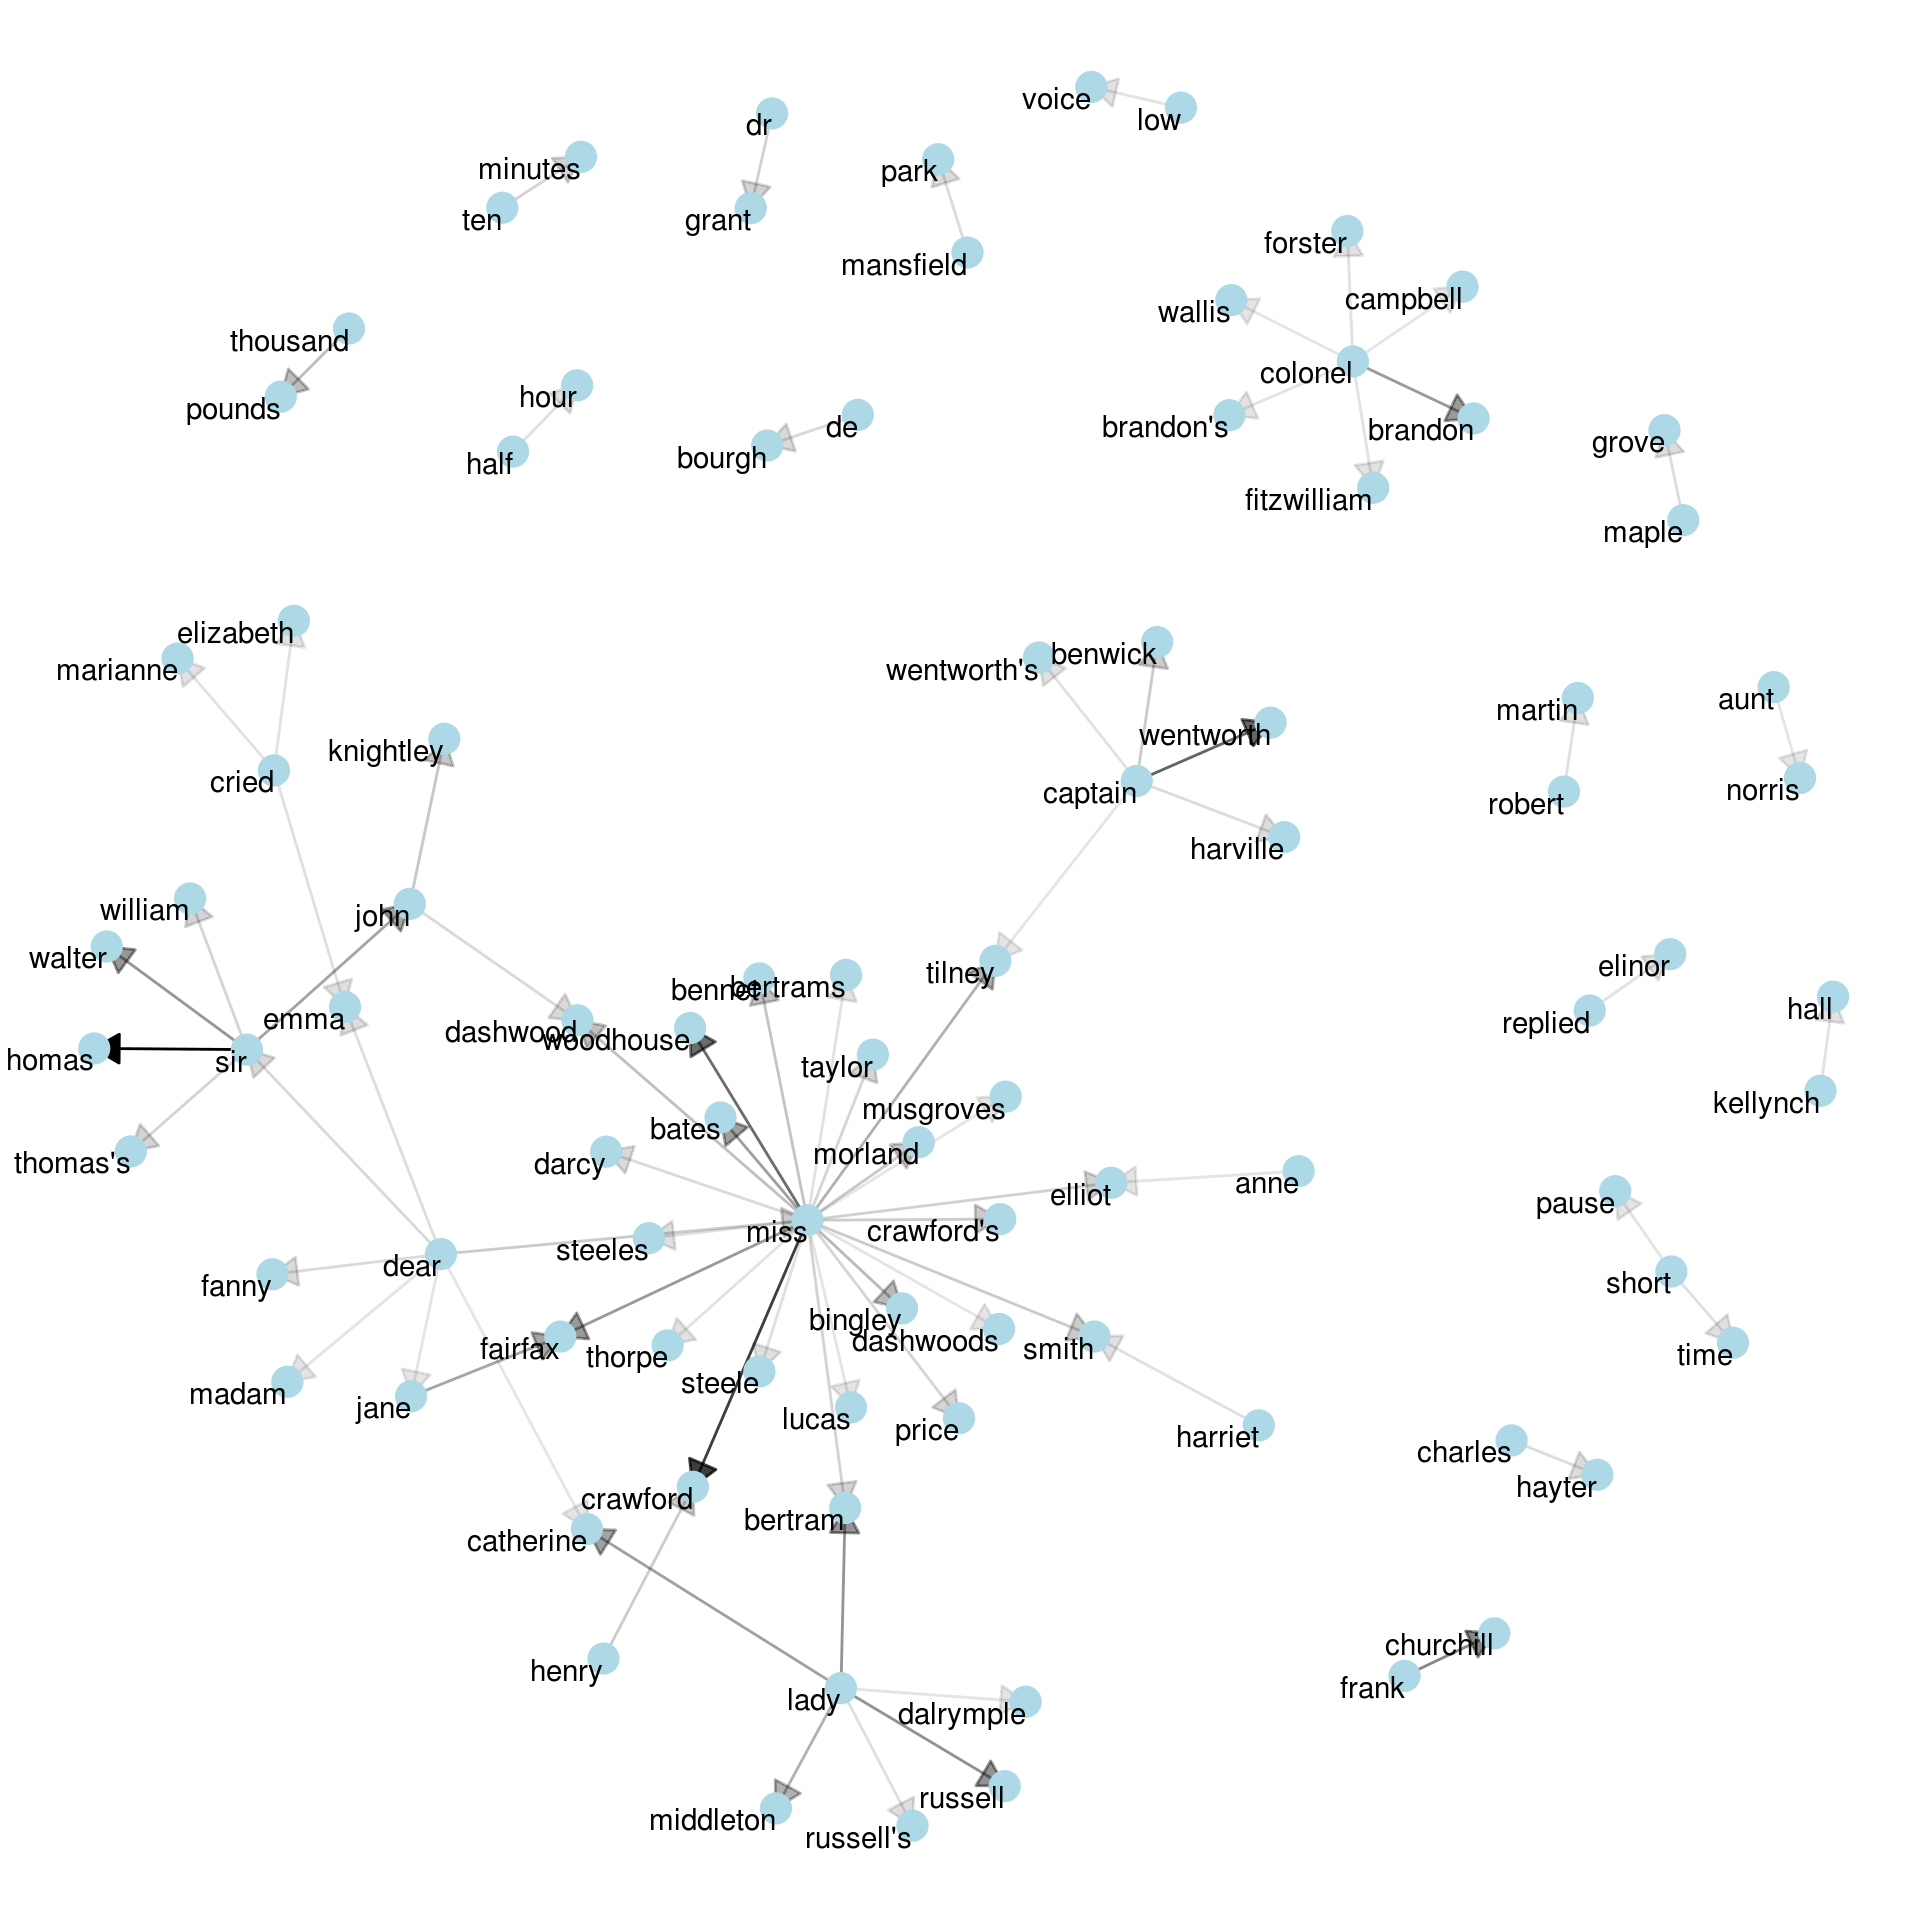 voice
low
dr
minutes
park
ten
grant
forster
mansfield
campbell
wallis
thousand
colonel
hour
pounds
de
brandon's
brandon
grove
bourgh
half
fitzwilliam
maple
elizabeth
benwick
marianne
wentworth's
aunt
martin
wentworth
knightley
cried
norris
captain
robert
harville
william
john
walter
elinor
tilney
bertrams
bennet
hall
emma
replied
dashwood
woodhouse
homas
sir
taylor
kellynch
musgroves
bates
morland
thomas's
darcy
anne
elliot
pause
crawford's
miss
steeles
dear
short
fanny
bingley
dashwoods
fairfax
smith
time
thorpe
steele
madam
jane
lucas
price
harriet
charles
hayter
crawford
bertram
catherine
churchill
henry
frank
lady
dalrymple
russell
middleton
russell's